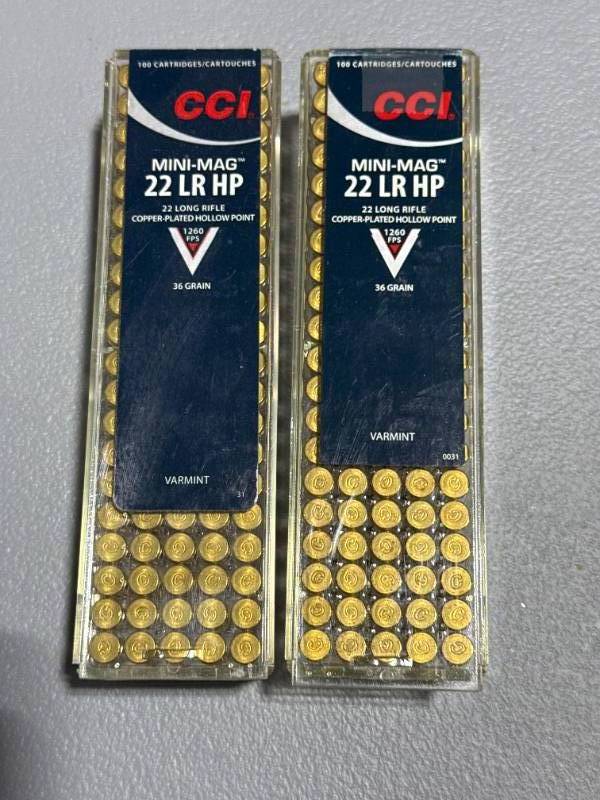 100 CARTRIDGES/CARTOUCHES
CCI
MINI-MAG™
22 LR HP
22 LONG RIFLE
COPPER-PLATED HOLLOW POINT
1260
FPS
36 GRAIN
VARMINT
31
100 CARTRIDGES/CARTOUCHES
CCI
MINI-MAG™
22 LR HP
22 LONG RIFLE
COPPER-PLATED HOLLOW POINT
1260
FPS
36 GRAIN
VARMINT
0031